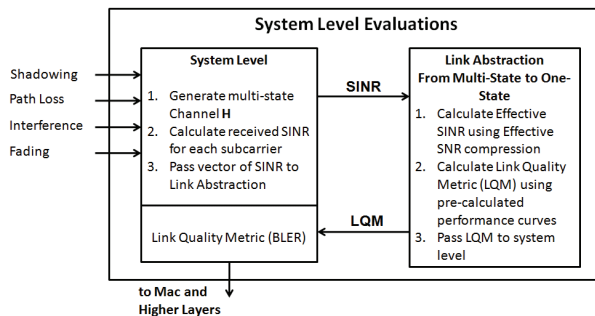 System Level Evaluations
Shadowing
Path Loss
Interference
Fading
System Level
1. Generate multi-state
Channel H
2. Calculate received SINR
for each subcarrier
3. Pass vector of SINR to
Link Abstraction
Link Quality Metric (BLER)
SINR
LQM
Link Abstraction
From Multi-State to One-
State
1. Calculate Effective
SINR using Effective
SNR compression
2. Calculate Link Quality
Metric (LQM) using
pre-calculated
performance curves
3. Pass LQM to system
level
to Mac and
Higher Layers